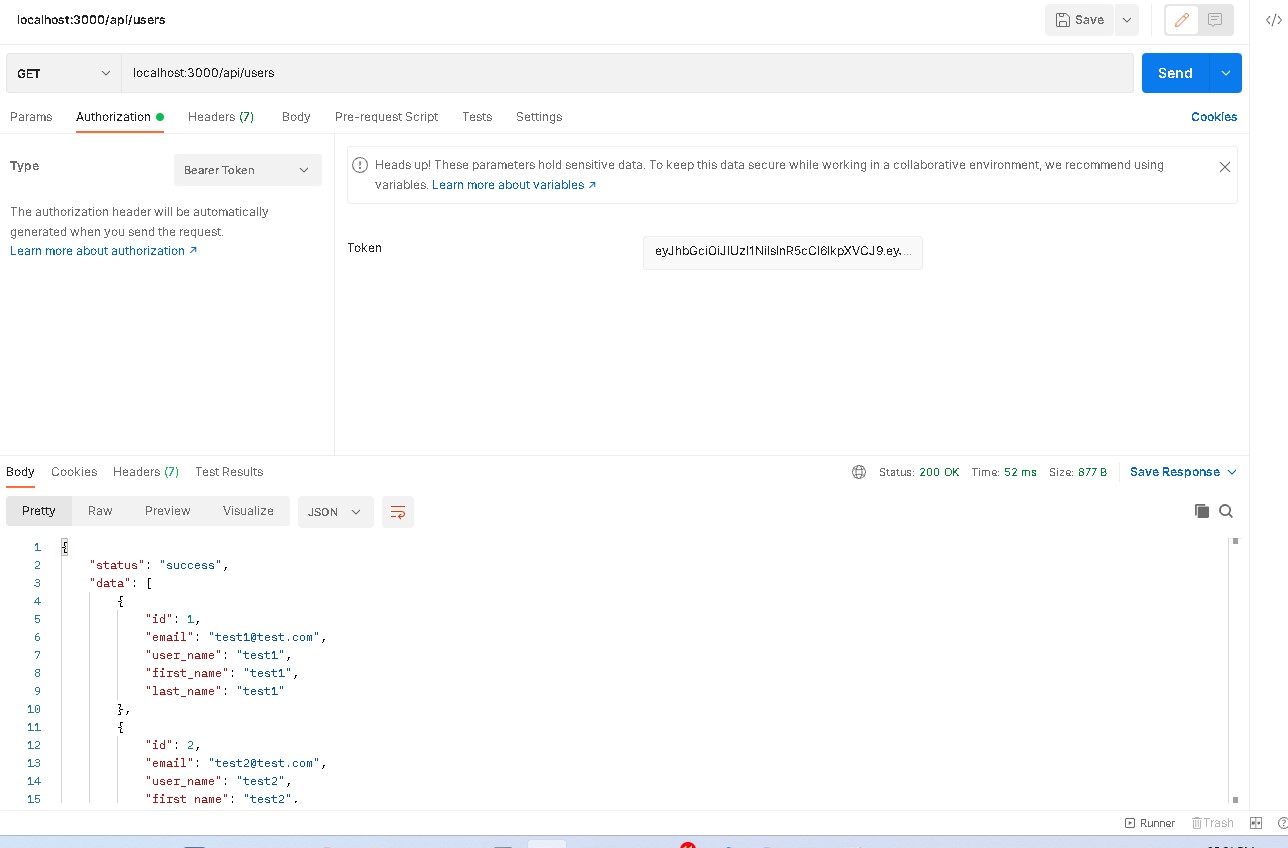 localhost:3000/api/users
Save
GET
localhost:3000/api/users
Send
Params Authorization Headers (7) Body Pre-request Script Tests Settings Cookies
Type
Bearer Token
The authorization header will be automatically
generated when you send the request.
Learn more about authorization ↗
Heads up! These parameters hold sensitive data. To keep this data secure while working in a collaborative environment, we recommend using
variables. Learn more about variables ↗
Token
eyJhbGciOiJIUzI1NiIsInR5cCI6IkpXVCJ9.ey....
Body Cookies Headers (7) Test Results
Status: 200 OK Time: 52 ms Size: 877 B Save Response
Pretty Raw Preview Visualize JSON
1 {
2 "status": "success",
3 "data": [
4 {
5 "id": 1,
6 "email": "test1@test.com",
7 "user_name": "test1",
8 "first_name": "test1",
9 "last_name": "test1"
10 },
11 {
12 "id": 2,
13 "email": "test2@test.com",
14 "user_name": "test2",
15 "first_name": "test2",
Runner Trash